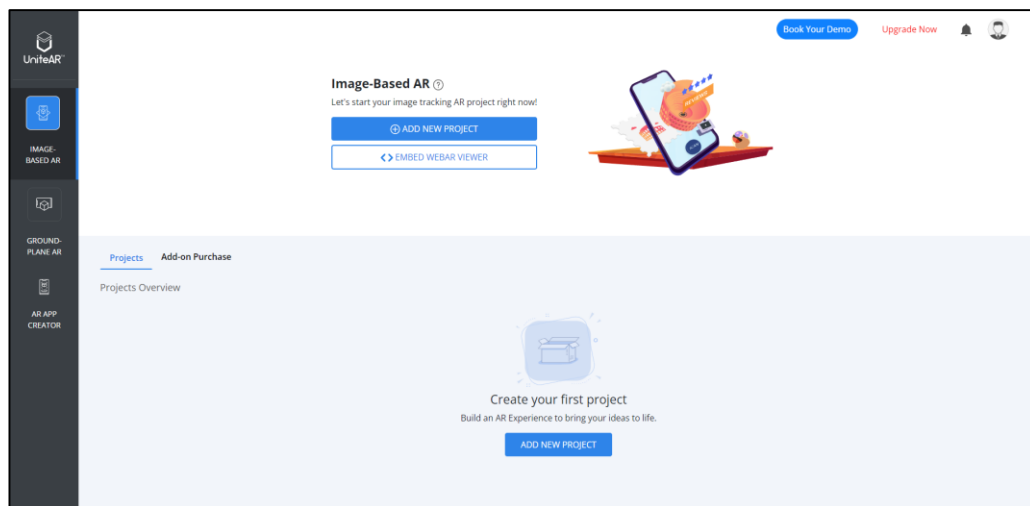 UniteAR™
Book Your Demo
Upgrade Now
Image-Based AR
Let's start your image tracking AR project right now!
ADD NEW PROJECT
<> EMBED WEBAR VIEWER
IMAGE-
BASED AR
GROUND-
PLANE AR
AR APP
CREATOR
Projects
Add-on Purchase
Projects Overview
Create your first project
Build an AR Experience to bring your ideas to life.
ADD NEW PROJECT